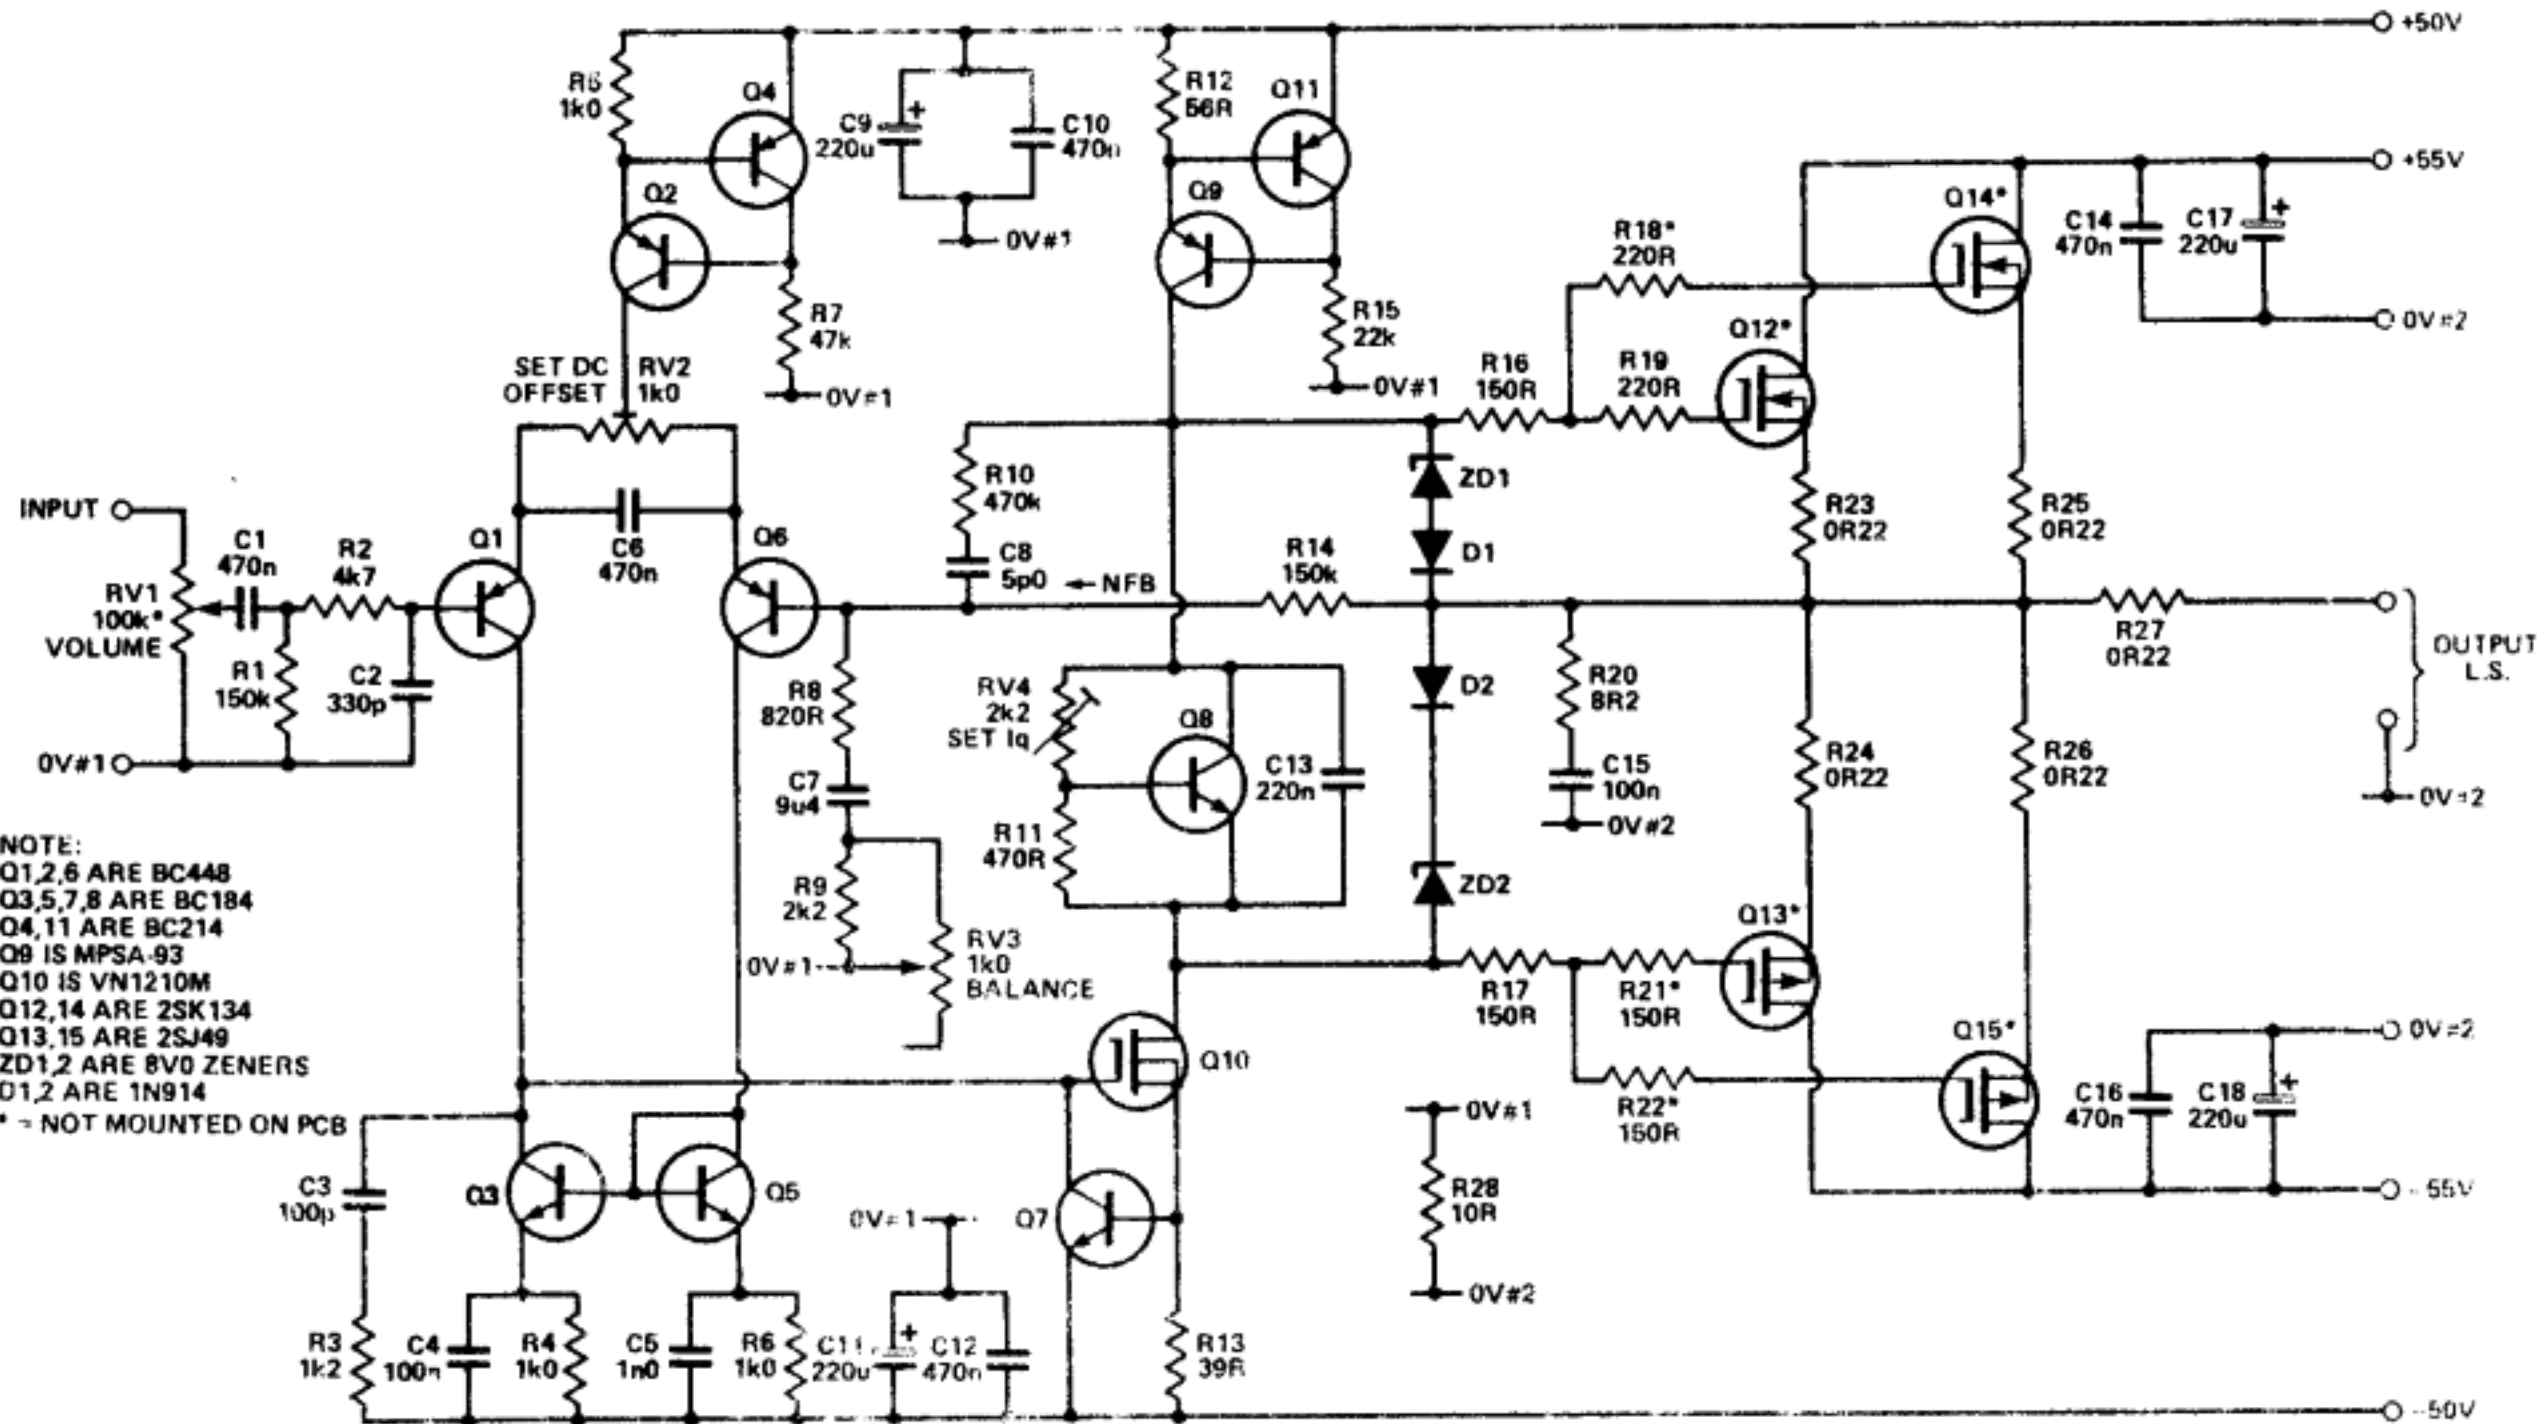 +50V
R5
1k0
Q4
C9
220u
+
C10
470n
0V#1
R12
56R
Q11
+55V
Q2
Q9
R18*
220R
Q14*
C14
470n
C17
220u
+
0V#2
R7
47k
0V#1
R15
22k
0V#1
Q12*
SET DC
OFFSET
RV2
1k0
R16
150R
R19
220R
R10
470k
ZD1
R23
0R22
R25
0R22
INPUT
C1
470n
R2
4k7
Q1
C6
470n
Q6
C8
5p0
NFB
R14
150k
D1
RV1
100k*
VOLUME
R1
150k
C2
330p
0V#1
R8
820R
RV4
2k2
SET Iq
Q8
C13
220n
D2
R20
8R2
C15
100n
0V#2
R24
0R22
R26
0R22
R27
0R22
OUTPUT
L.S.
0V#2
C7
9u4
R11
470R
ZD2
R9
2k2
0V#1
RV3
1k0
BALANCE
NOTE:
Q1,2,6 ARE BC448
Q3,5,7,8 ARE BC184
Q4,11 ARE BC214
Q9 IS MPSA-93
Q10 IS VN1210M
Q12,14 ARE 2SK134
Q13,15 ARE 2SJ49
ZD1,2 ARE 8V0 ZENERS
D1,2 ARE 1N914
* = NOT MOUNTED ON PCB
Q10
R17
150R
R21*
150R
Q13*
Q15*
R22*
150R
0V#2
C16
470n
C18
220u
+
-55V
0V#1
R28
10R
0V#2
C3
100p
Q3
Q5
0V#1
Q7
R3
1k2
C4
100n
R4
1k0
C5
1n0
R6
1k0
C11
220u
+
C12
470n
R13
39R
-50V